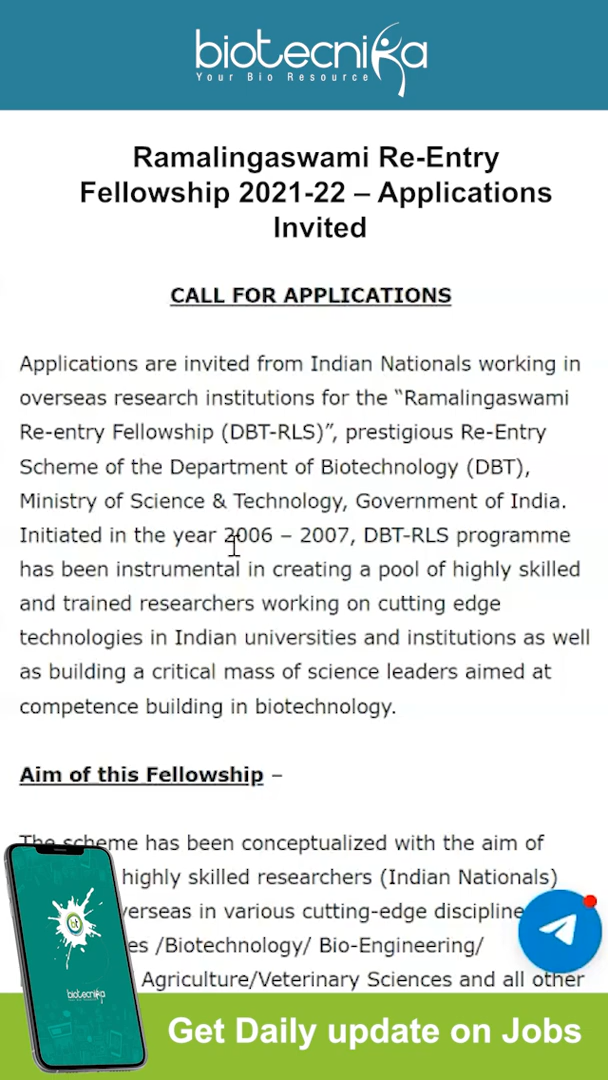 biotecnika
Your Bio Resource
Ramalingaswami Re-Entry
Fellowship 2021-22 – Applications
Invited
CALL FOR APPLICATIONS
Applications are invited from Indian Nationals working in
overseas research institutions for the “Ramalingaswami
Re-entry Fellowship (DBT-RLS)”, prestigious Re-Entry
Scheme of the Department of Biotechnology (DBT),
Ministry of Science & Technology, Government of India.
Initiated in the year 2006 – 2007, DBT-RLS programme
has been instrumental in creating a pool of highly skilled
and trained researchers working on cutting edge
technologies in Indian universities and institutions as well
as building a critical mass of science leaders aimed at
competence building in biotechnology.
Aim of this Fellowship –
The scheme has been conceptualized with the aim of
highly skilled researchers (Indian Nationals)
in various cutting-edge
/Biotechnology/ Bio-Engineering/
Agriculture/Veterinary Sciences and all other
bt
biotecnika
Get Daily update on Jobs